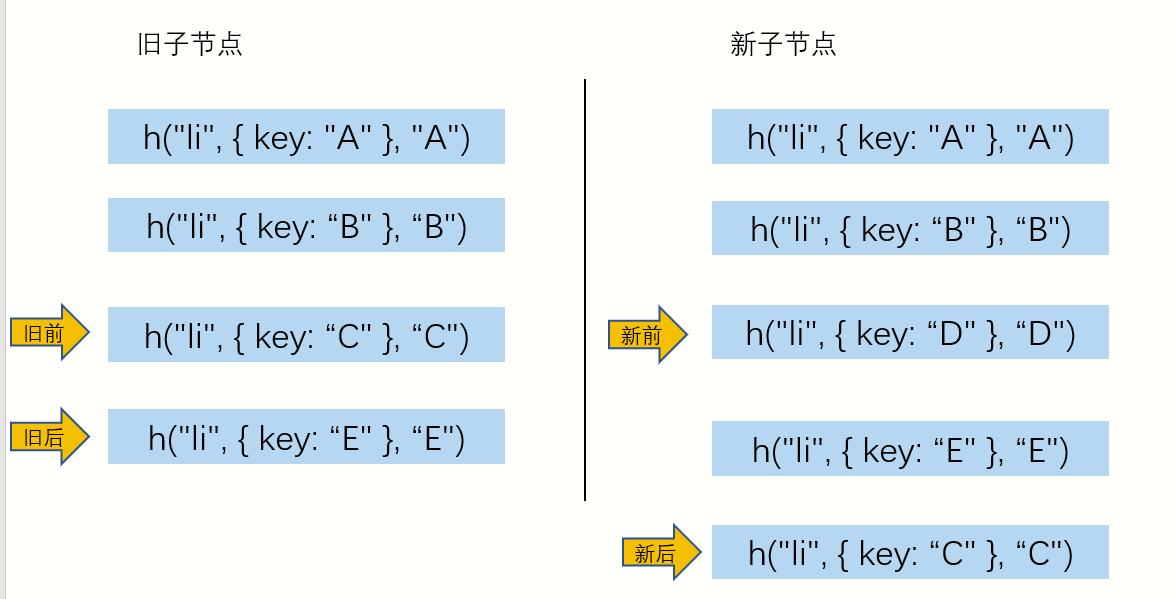 旧子节点
新子节点
h("li", { key: "A" }, "A")
h("li", { key: "A" }, "A")
h("li", { key: “B" }, “B")
h("li", { key: “B" }, “B")
旧前
h("li", { key: “C" }, “C")
新前
h("li", { key: “D" }, “D")
旧后
h("li", { key: “E" }, “E")
h("li", { key: “E" }, “E")
新后
h("li", { key: “C" }, “C")